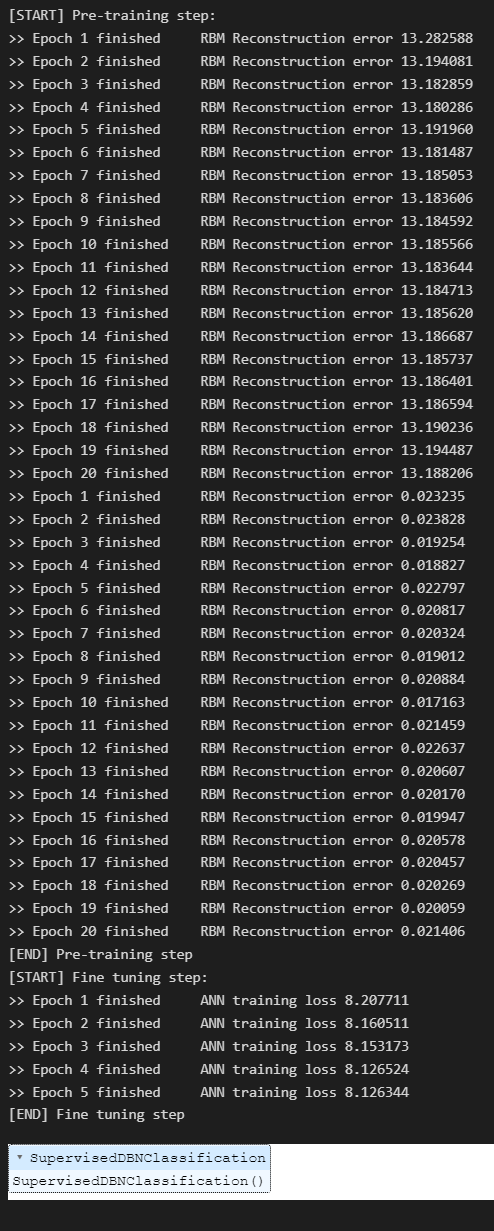 [START] Pre-training step:
>> Epoch 1 finished     RBM Reconstruction error 13.282588
>> Epoch 2 finished     RBM Reconstruction error 13.194081
>> Epoch 3 finished     RBM Reconstruction error 13.182859
>> Epoch 4 finished     RBM Reconstruction error 13.180286
>> Epoch 5 finished     RBM Reconstruction error 13.191960
>> Epoch 6 finished     RBM Reconstruction error 13.181487
>> Epoch 7 finished     RBM Reconstruction error 13.185053
>> Epoch 8 finished     RBM Reconstruction error 13.183606
>> Epoch 9 finished     RBM Reconstruction error 13.184592
>> Epoch 10 finished    RBM Reconstruction error 13.185566
>> Epoch 11 finished    RBM Reconstruction error 13.183644
>> Epoch 12 finished    RBM Reconstruction error 13.184713
>> Epoch 13 finished    RBM Reconstruction error 13.185620
>> Epoch 14 finished    RBM Reconstruction error 13.186687
>> Epoch 15 finished    RBM Reconstruction error 13.185737
>> Epoch 16 finished    RBM Reconstruction error 13.186401
>> Epoch 17 finished    RBM Reconstruction error 13.186594
>> Epoch 18 finished    RBM Reconstruction error 13.190236
>> Epoch 19 finished    RBM Reconstruction error 13.194487
>> Epoch 20 finished    RBM Reconstruction error 13.188206
>> Epoch 1 finished     RBM Reconstruction error 0.023235
>> Epoch 2 finished     RBM Reconstruction error 0.023828
>> Epoch 3 finished     RBM Reconstruction error 0.019254
>> Epoch 4 finished     RBM Reconstruction error 0.018827
>> Epoch 5 finished     RBM Reconstruction error 0.022797
>> Epoch 6 finished     RBM Reconstruction error 0.020817
>> Epoch 7 finished     RBM Reconstruction error 0.020324
>> Epoch 8 finished     RBM Reconstruction error 0.019012
>> Epoch 9 finished     RBM Reconstruction error 0.020884
>> Epoch 10 finished    RBM Reconstruction error 0.017163
>> Epoch 11 finished    RBM Reconstruction error 0.021459
>> Epoch 12 finished    RBM Reconstruction error 0.022637
>> Epoch 13 finished    RBM Reconstruction error 0.020607
>> Epoch 14 finished    RBM Reconstruction error 0.020170
>> Epoch 15 finished    RBM Reconstruction error 0.019947
>> Epoch 16 finished    RBM Reconstruction error 0.020578
>> Epoch 17 finished    RBM Reconstruction error 0.020457
>> Epoch 18 finished    RBM Reconstruction error 0.020269
>> Epoch 19 finished    RBM Reconstruction error 0.020059
>> Epoch 20 finished    RBM Reconstruction error 0.021406
[END] Pre-training step
[START] Fine tuning step:
>> Epoch 1 finished     ANN training loss 8.207711
>> Epoch 2 finished     ANN training loss 8.160511
>> Epoch 3 finished     ANN training loss 8.153173
>> Epoch 4 finished     ANN training loss 8.126524
>> Epoch 5 finished     ANN training loss 8.126344
[END] Fine tuning step
▾ SupervisedDBNClassification
SupervisedDBNClassification()